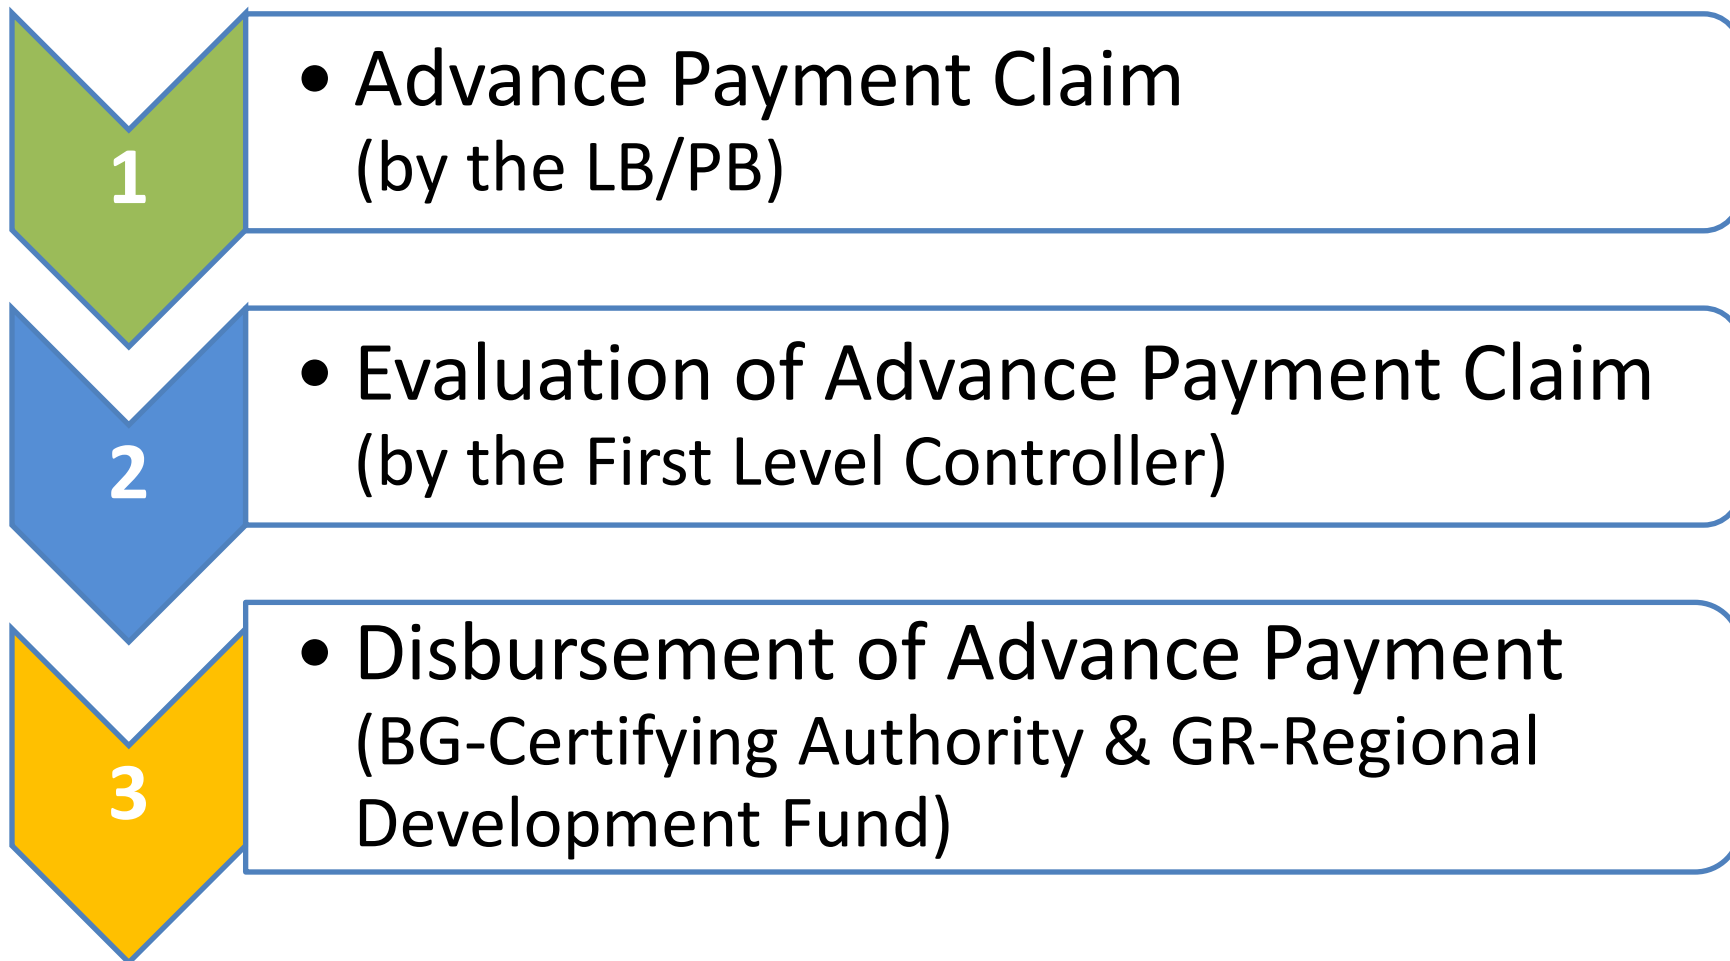 1
• Advance Payment Claim
(by the LB/PB)
2
• Evaluation of Advance Payment Claim
(by the First Level Controller)
3
• Disbursement of Advance Payment
(BG-Certifying Authority & GR-Regional
Development Fund)